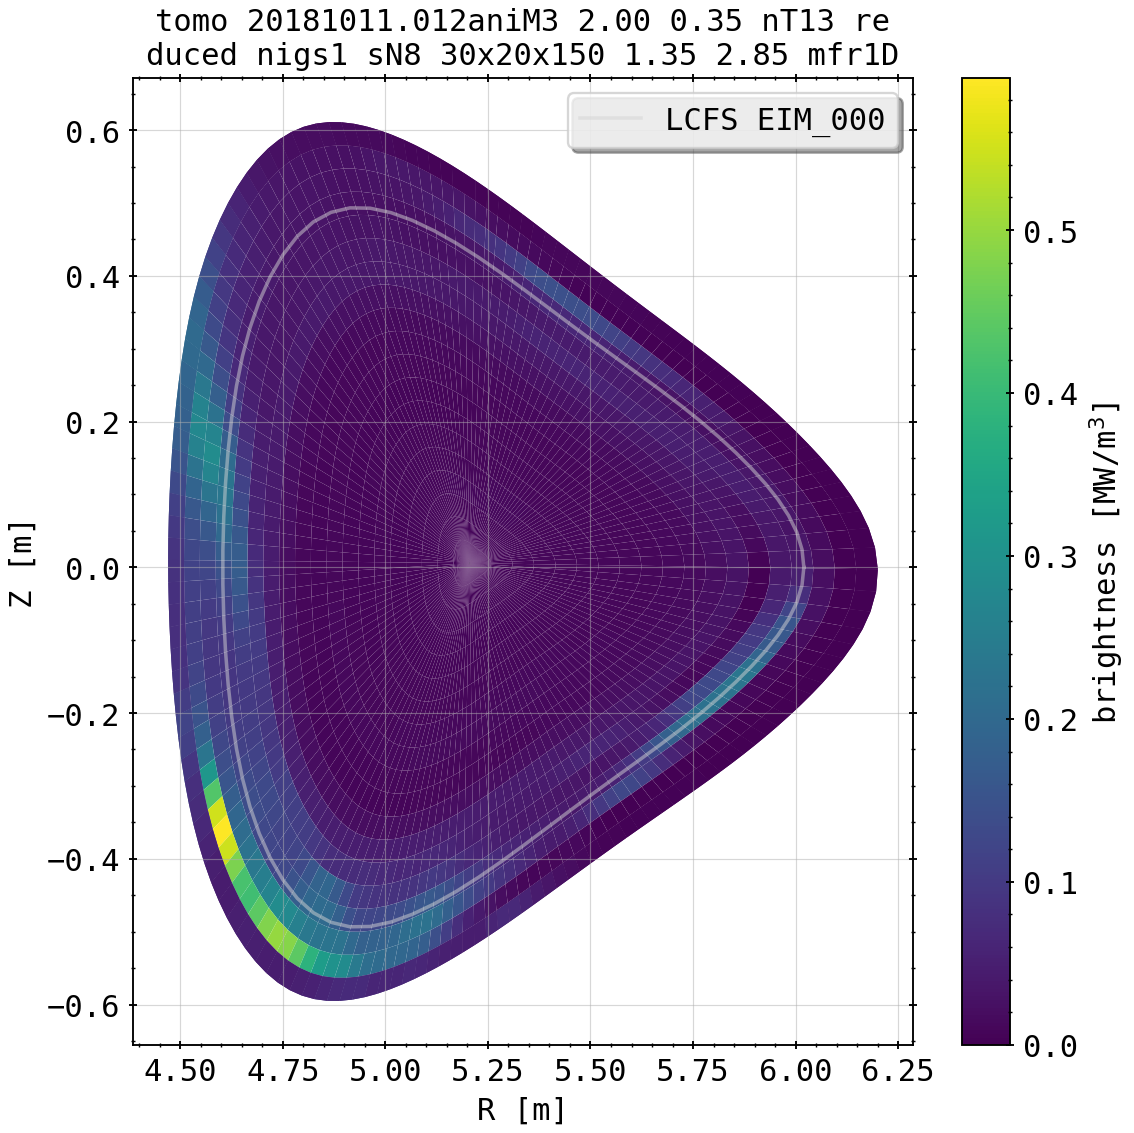 tomo 20181011.012aniM3 2.00 0.35 nT13 re
duced nigs1 sN8 30x20x150 1.35 2.85 mfr1D
LCFS EIM_000
0.6
0.4
0.2
0.0
−0.2
−0.4
−0.6
Z [m]
4.50 4.75 5.00 5.25 5.50 5.75 6.00 6.25
R [m]
0.5
0.4
0.3
0.2
0.1
0.0
brightness [MW/m³]